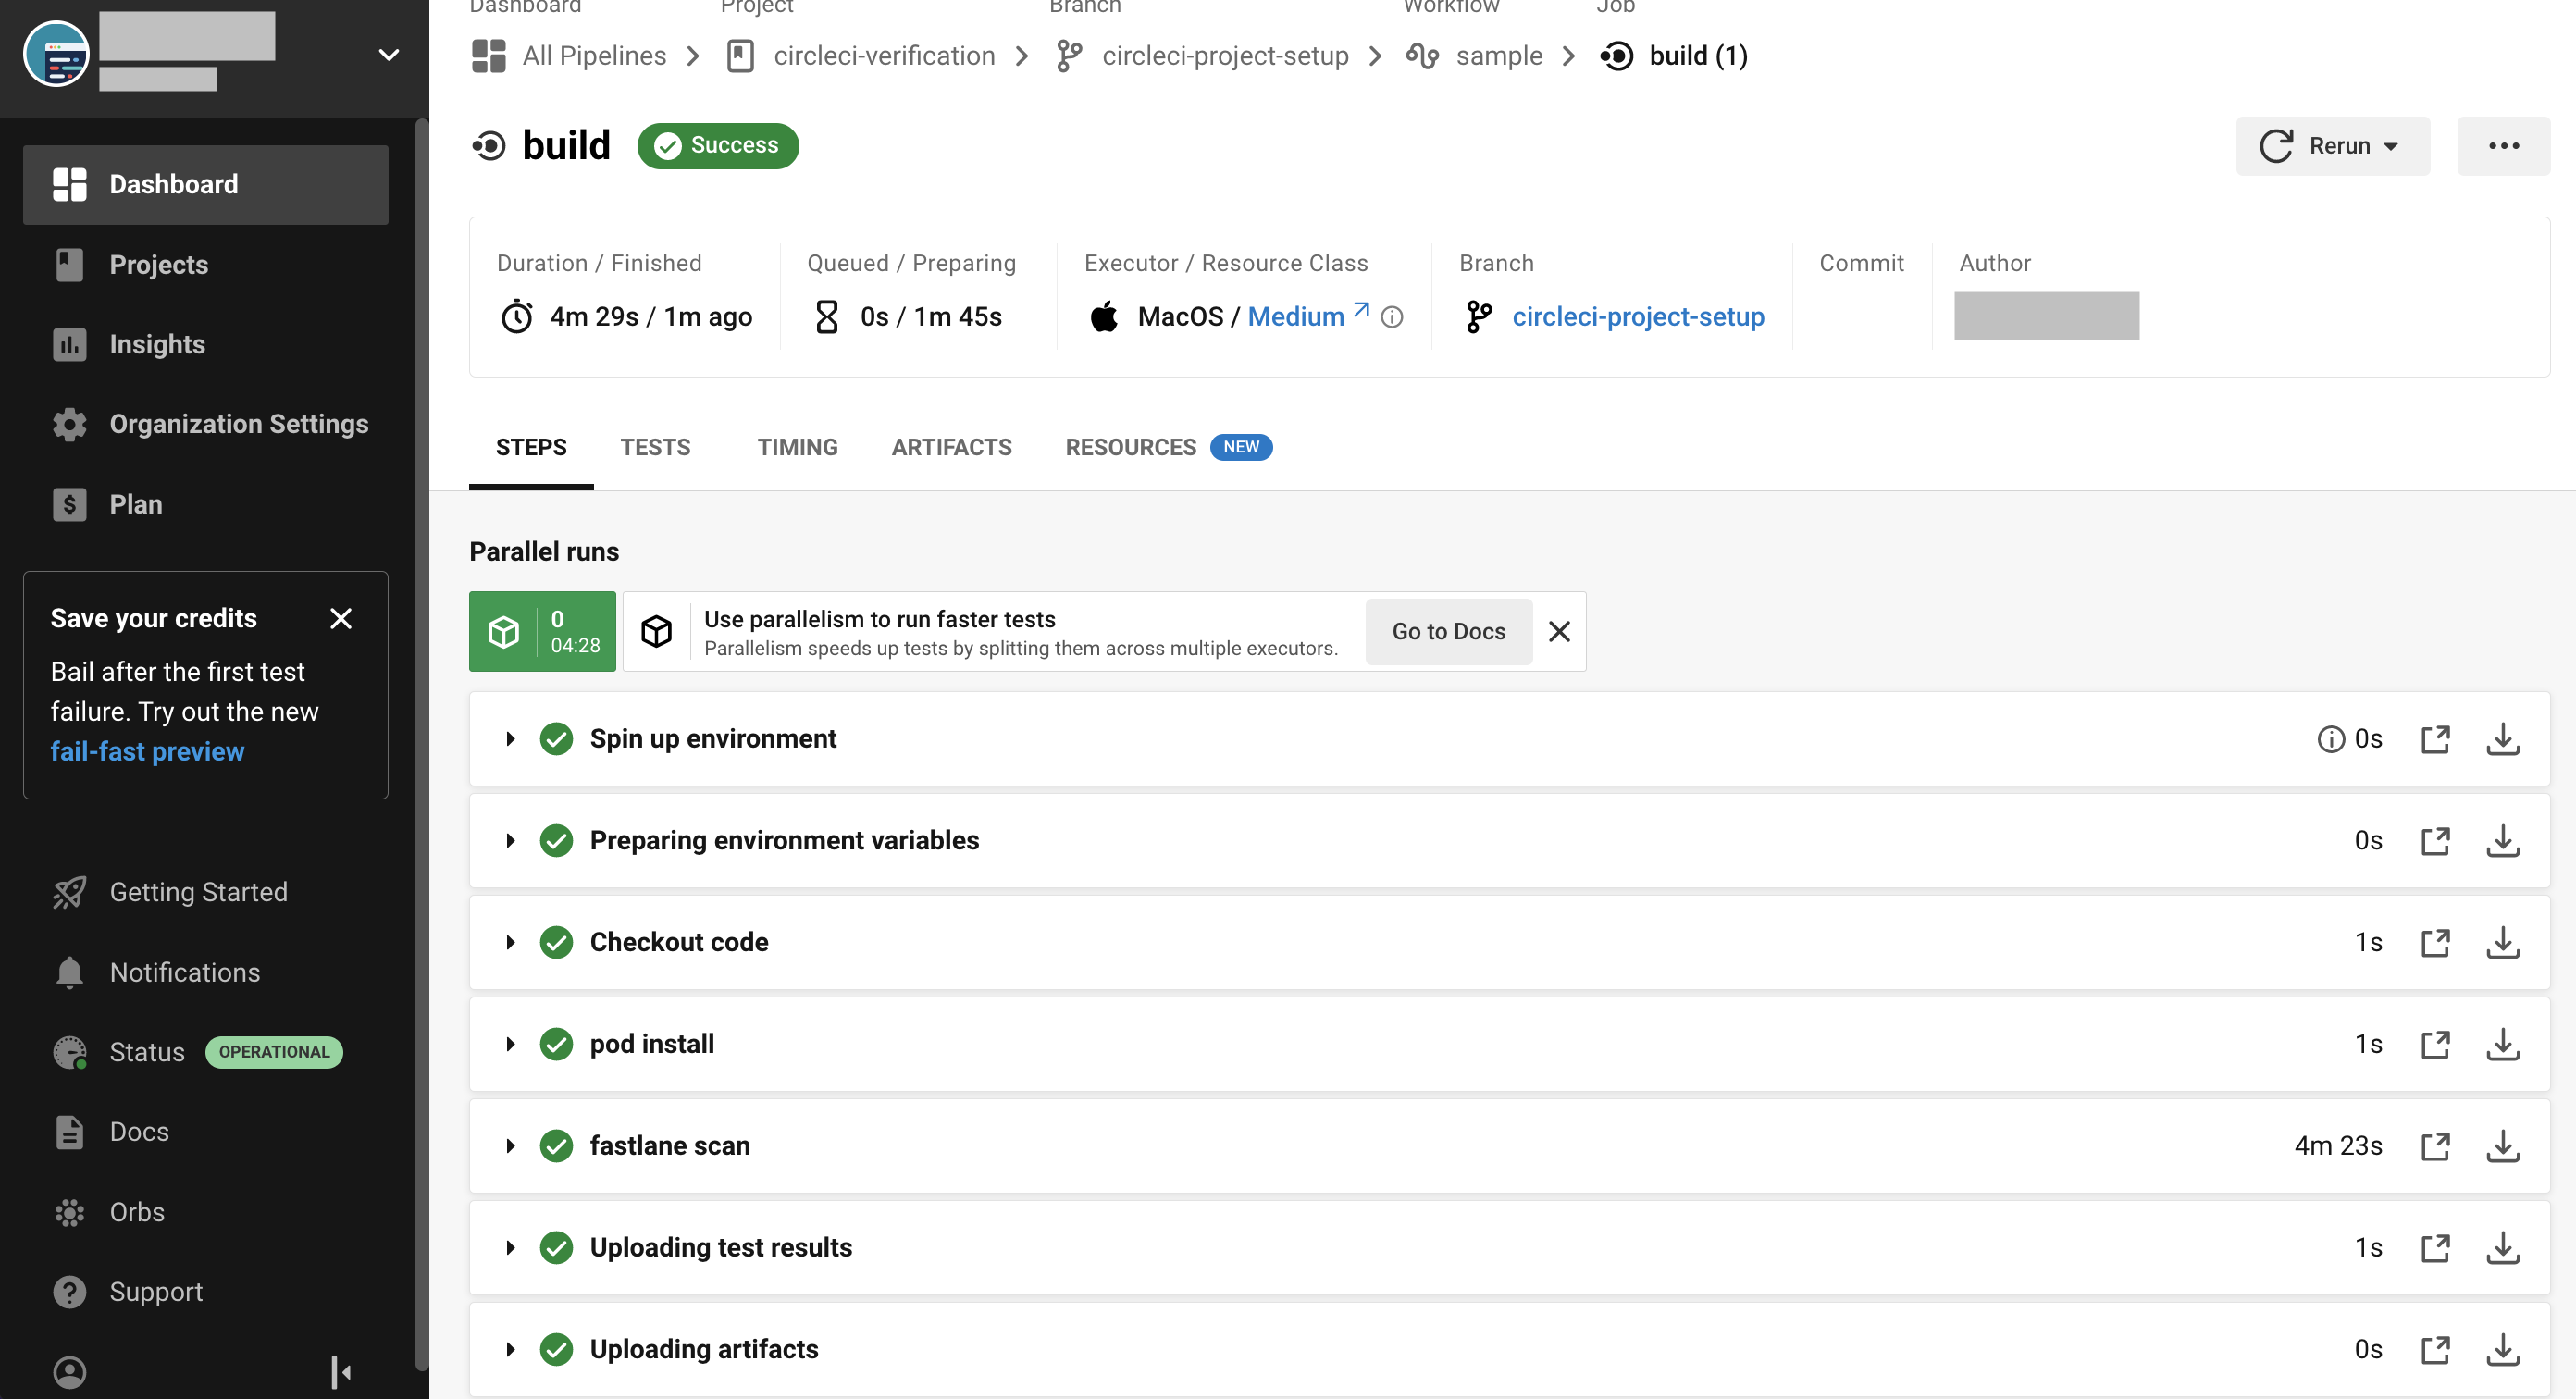 Dashboard
Projects
Insights
Organization Settings
Plan
Save your credits
Bail after the first test
failure. Try out the new
fail-fast preview
Getting Started
Notifications
Status OPERATIONAL
Docs
Orbs
Support
Dashboard Project Branch Workflow Job
All Pipelines circleci-verification circleci-project-setup sample build (1)
build Success
Rerun
Duration / Finished Queued / Preparing Executor / Resource Class Branch Commit Author
4m 29s / 1m ago 0s / 1m 45s MacOS / Medium circleci-project-setup
STEPS TESTS TIMING ARTIFACTS RESOURCES NEW
Parallel runs
0
04:28
Use parallelism to run faster tests
Parallelism speeds up tests by splitting them across multiple executors.
Go to Docs
Spin up environment 0s
Preparing environment variables 0s
Checkout code 1s
pod install 1s
fastlane scan 4m 23s
Uploading test results 1s
Uploading artifacts 0s